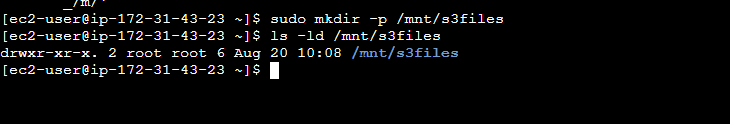 _/m/'
[ec2-user@ip-172-31-43-23 ~]$ sudo mkdir -p /mnt/s3files
[ec2-user@ip-172-31-43-23 ~]$ ls -ld /mnt/s3files
drwxr-xr-x. 2 root root 6 Aug 20 10:08 /mnt/s3files
[ec2-user@ip-172-31-43-23 ~]$